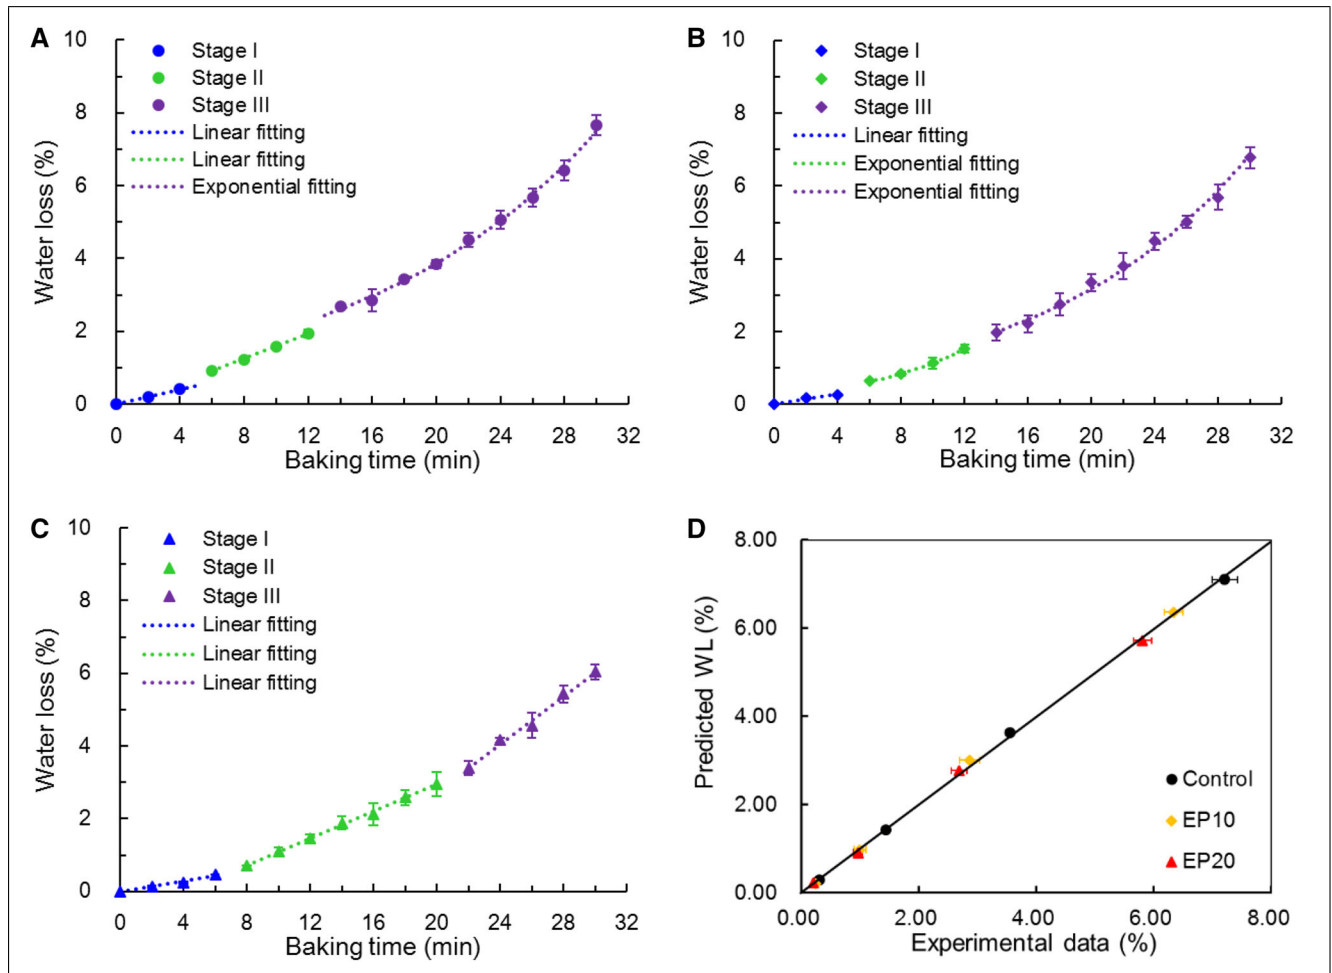 A
10
8
6
4
2
0
Water loss (%)
Stage I
Stage II
Stage III
Linear fitting
Linear fitting
Exponential fitting
0 4 8 12 16 20 24 28 32
Baking time (min)
B
10
8
6
4
2
0
Water loss (%)
Stage I
Stage II
Stage III
Linear fitting
Exponential fitting
Exponential fitting
0 4 8 12 16 20 24 28 32
Baking time (min)
C
10
8
6
4
2
0
Water loss (%)
Stage I
Stage II
Stage III
Linear fitting
Linear fitting
Linear fitting
0 4 8 12 16 20 24 28 32
Baking time (min)
D
8.00
6.00
4.00
2.00
0.00
Predicted WL (%)
Control
EP10
EP20
0.00 2.00 4.00 6.00 8.00
Experimental data (%)